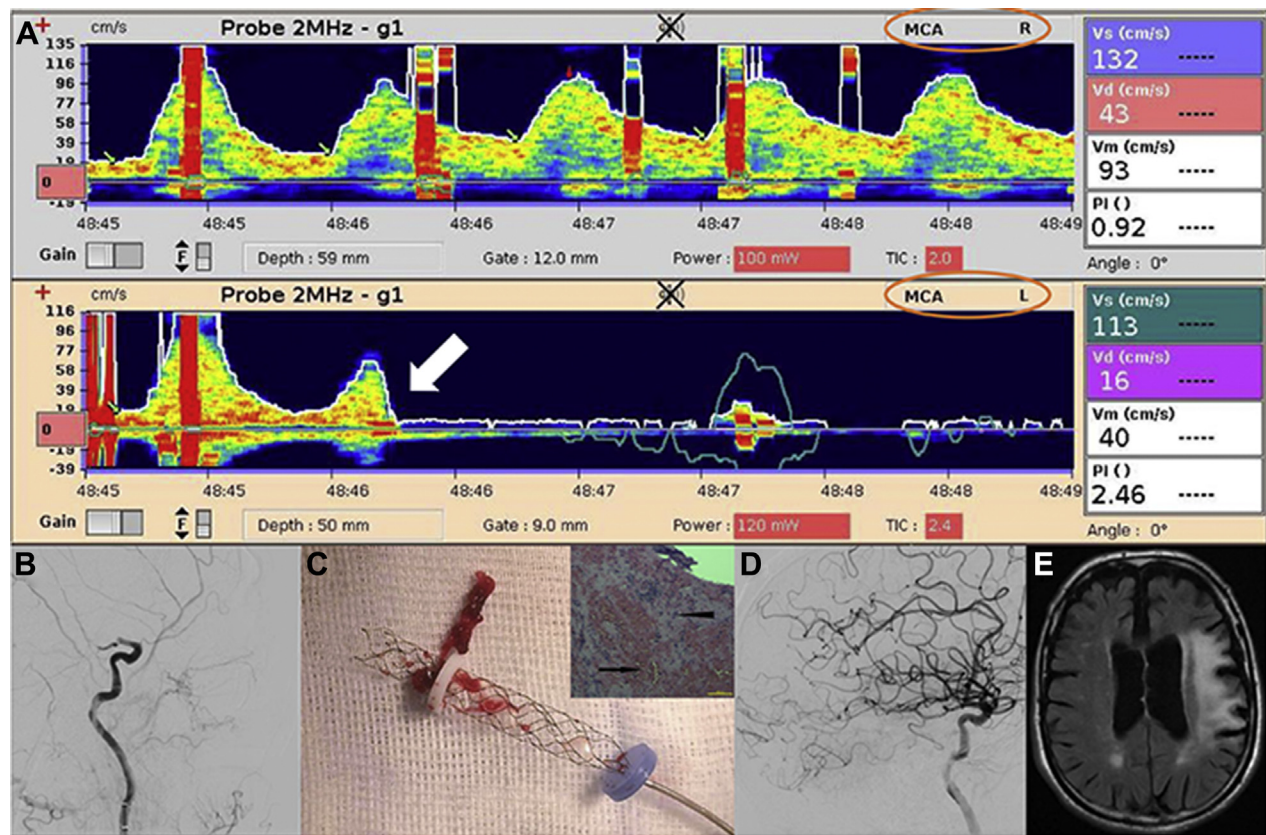 A + cm/s Probe 2MHz - g1 MCA R
135
116
96
77
58
39
19
0
-19
48:45 48:45 48:46 48:46 48:47 48:47 48:48 48:48 48:49
Gain F Depth : 59 mm Gate : 12.0 mm Power : 100 mW TIC : 2.0
Vs (cm/s)
132 -----
Vd (cm/s)
43 -----
Vm (cm/s)
93 -----
PI ( )
0.92 -----
Angle : 0°
+ cm/s Probe 2MHz - g1 MCA L
116
96
77
58
39
19
0
-19
-39
48:45 48:45 48:46 48:46 48:47 48:47 48:48 48:48 48:49
Gain F Depth : 50 mm Gate : 9.0 mm Power : 120 mW TIC : 2.4
Vs (cm/s)
113 -----
Vd (cm/s)
16 -----
Vm (cm/s)
40 -----
PI ( )
2.46 -----
Angle : 0°
B C D E